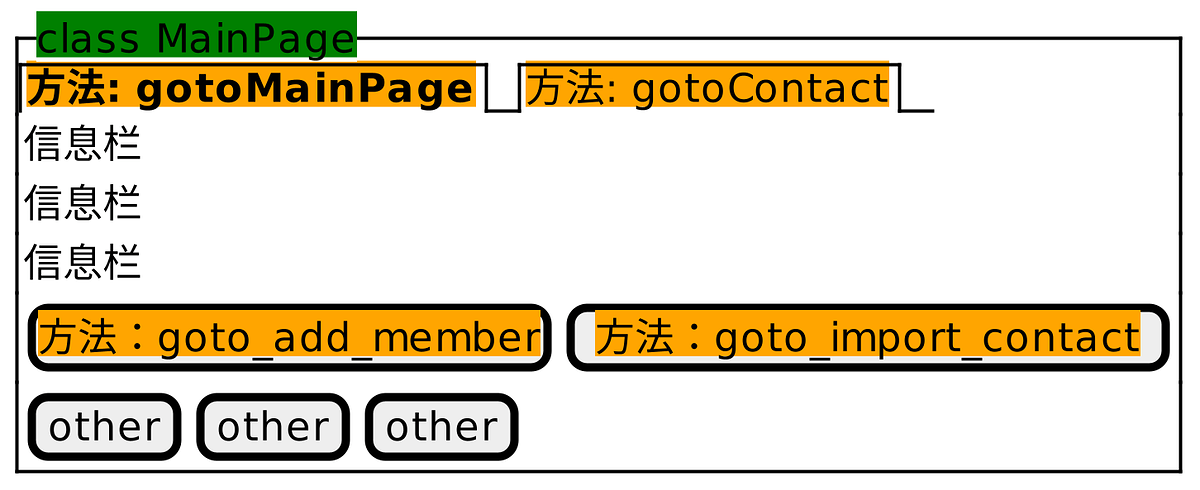 class MainPage
方法: gotoMainPage 方法: gotoContact
信息栏
信息栏
信息栏
方法：goto_add_member 方法：goto_import_contact
other other other